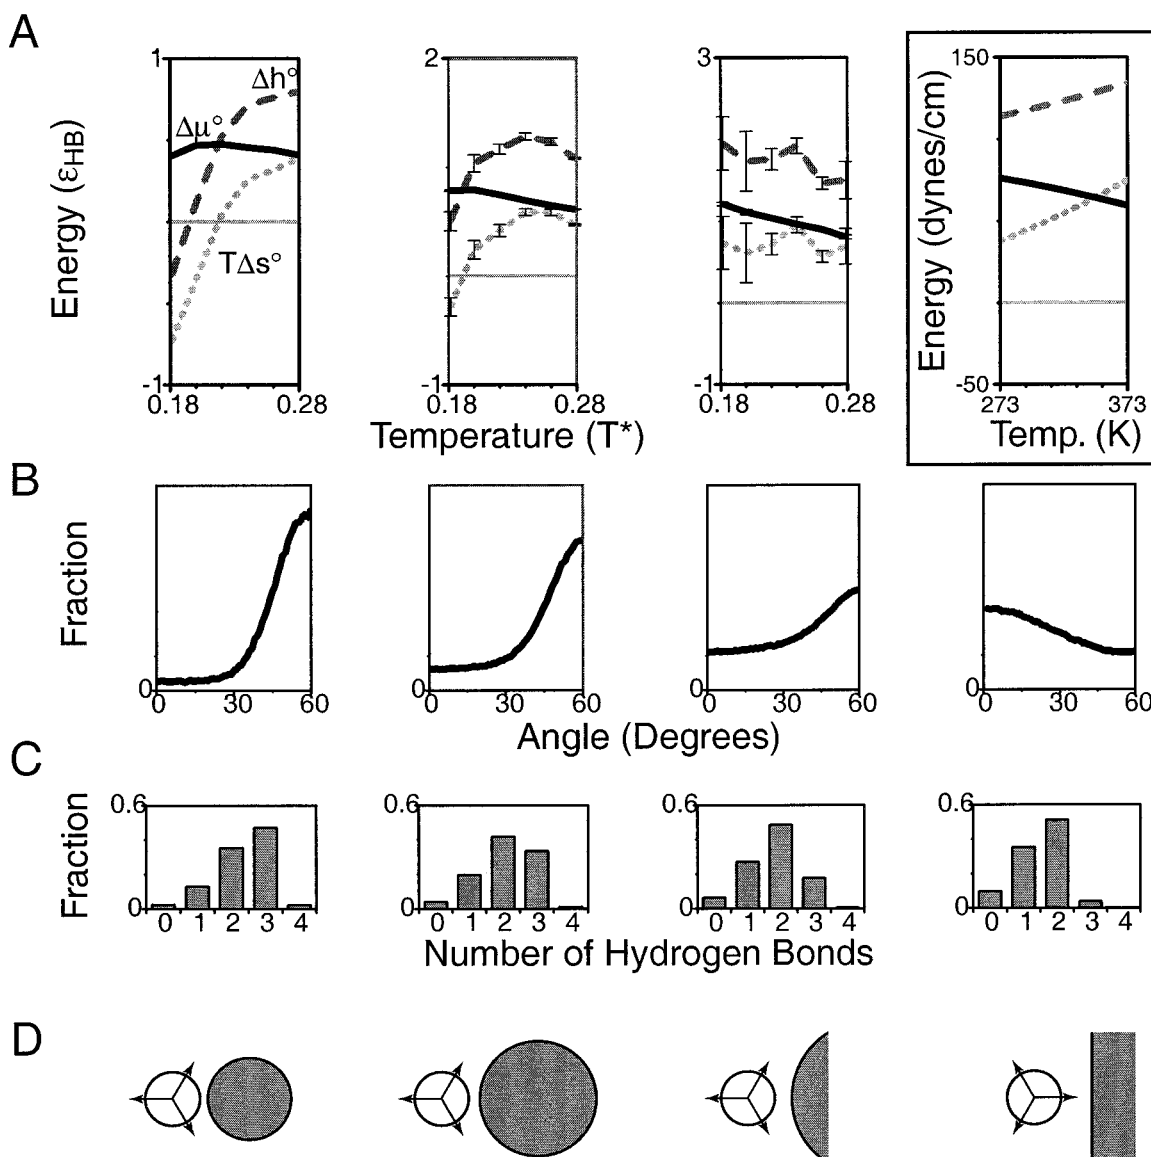 A
Energy (εHB)
1
-1
Δh°
Δμ°
TΔs°
0.18 0.28
2
-1
0.18 0.28
3
-1
0.18 0.28
Temperature (T*)
Energy (dynes/cm)
150
-50
273 373
Temp. (K)
B
Fraction
0
0 30 60
0
0 30 60
0
0 30 60
0
0 30 60
Angle (Degrees)
C
Fraction
0.6
0
0 1 2 3 4
0.6
0
0 1 2 3 4
0.6
0
0 1 2 3 4
0.6
0
0 1 2 3 4
Number of Hydrogen Bonds
D